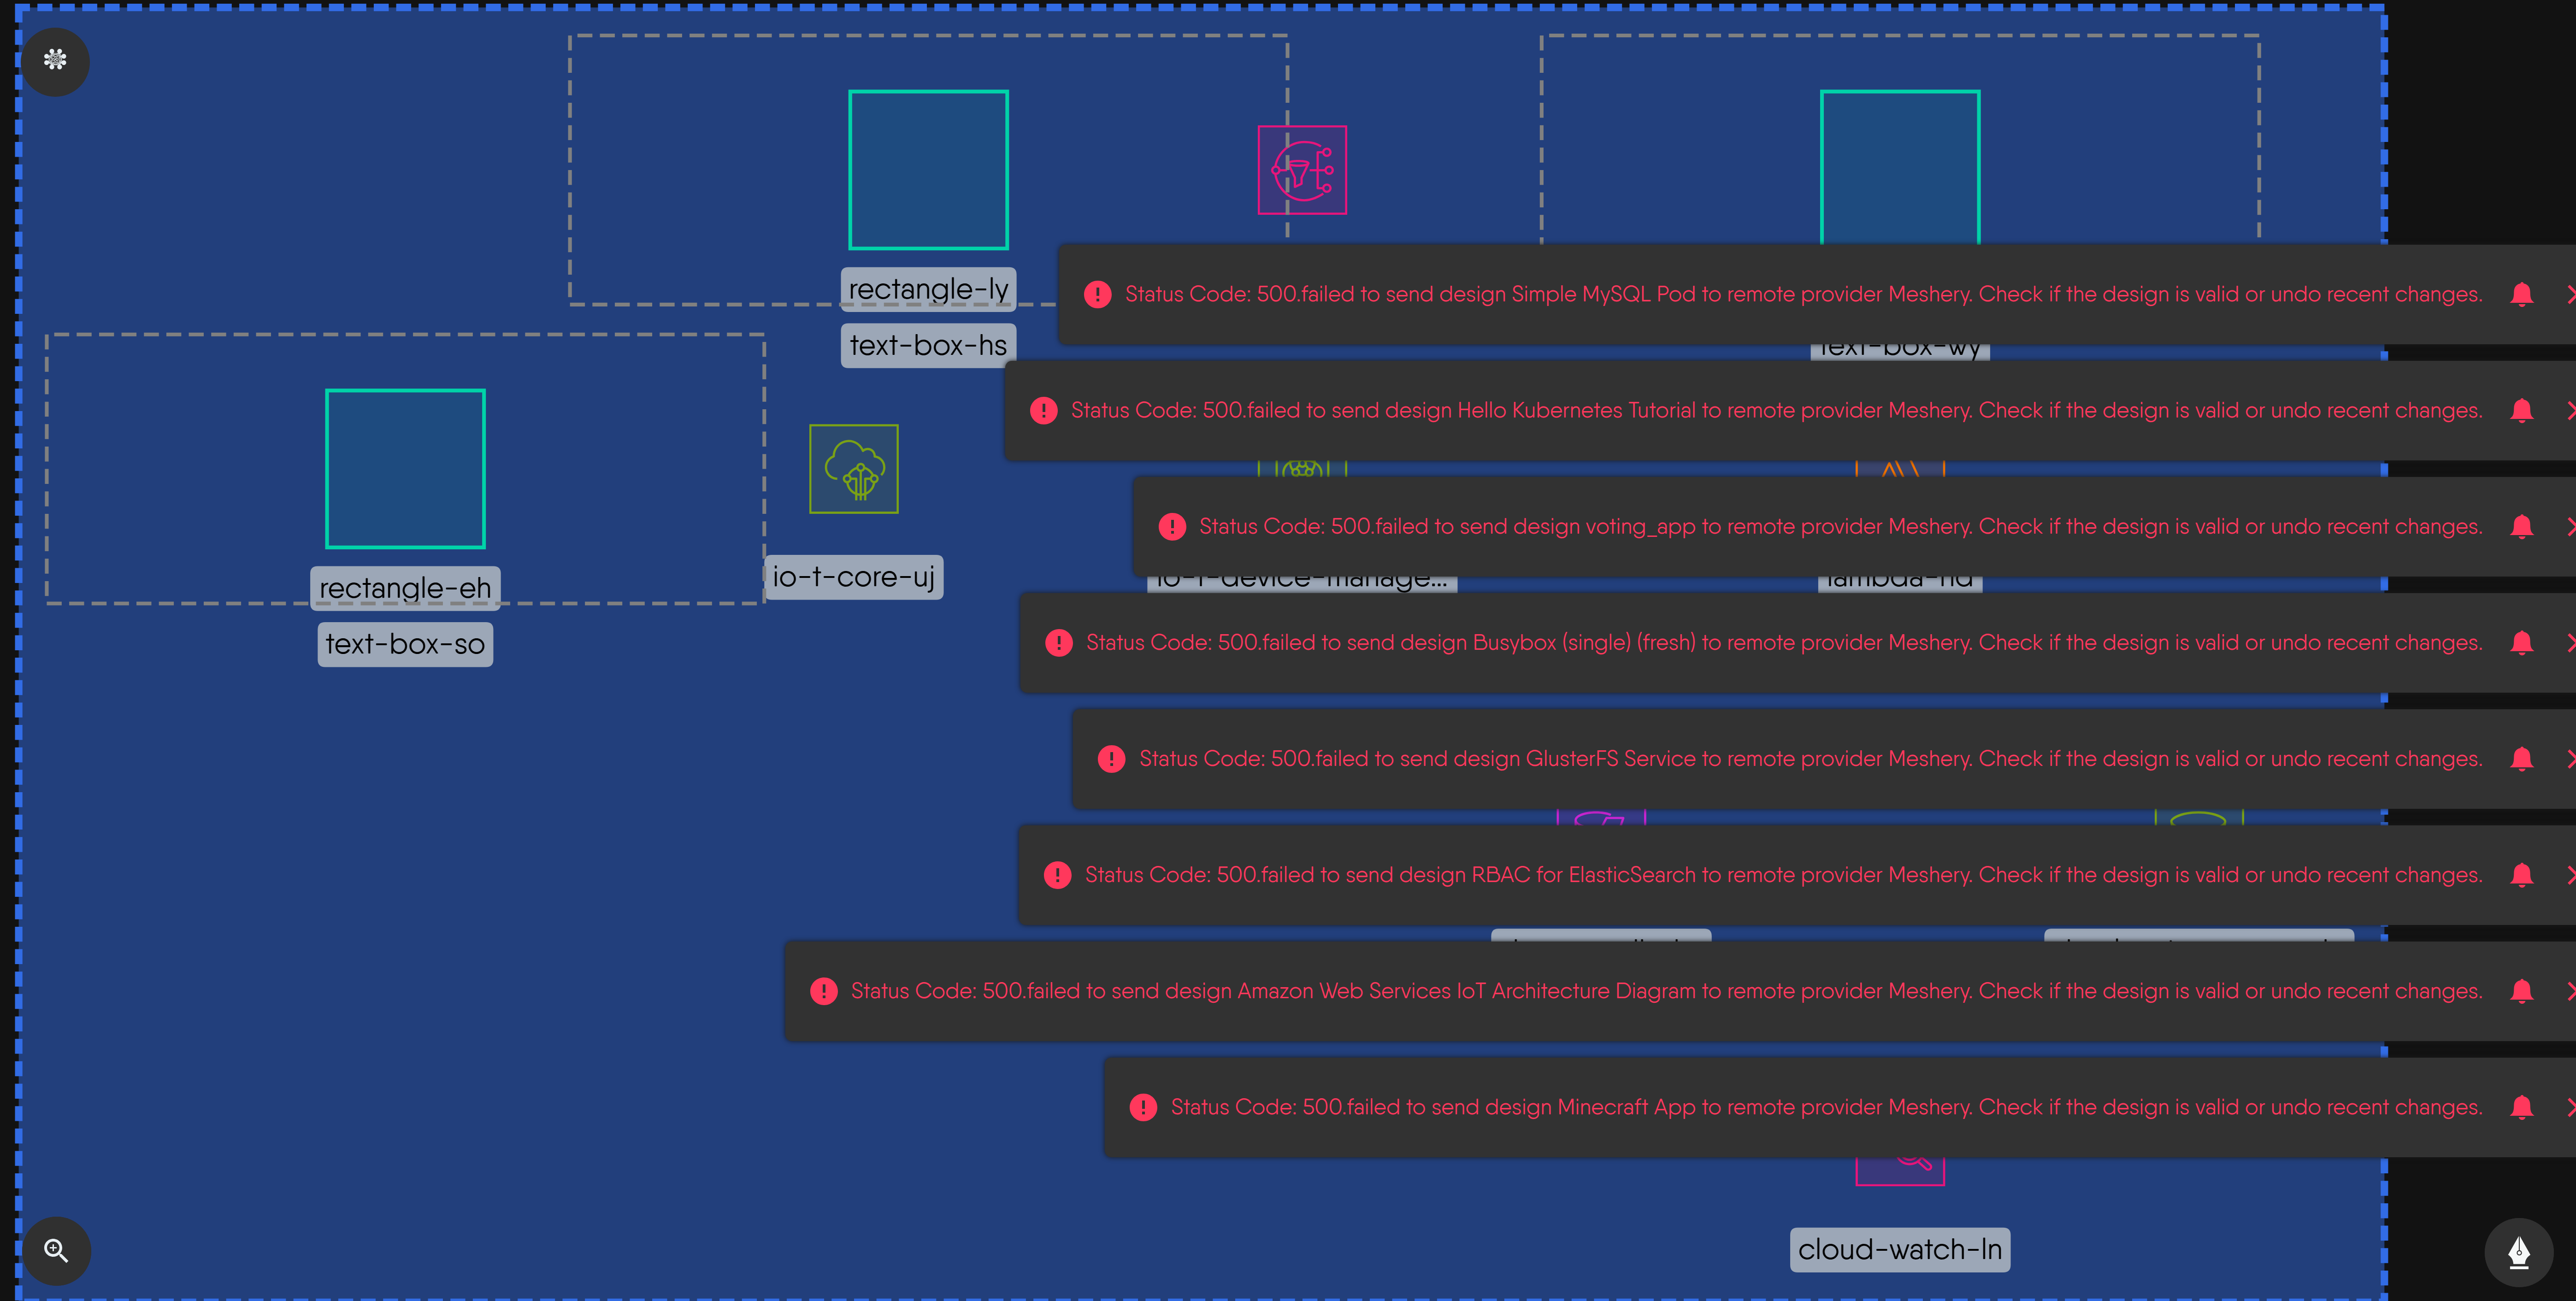 rectangle-ly
Status Code: 500.failed to send design Simple MySQL Pod to remote provider Meshery. Check if the design is valid or undo recent changes.
text-box-hs
text-box-wy
Status Code: 500.failed to send design Hello Kubernetes Tutorial to remote provider Meshery. Check if the design is valid or undo recent changes.
Status Code: 500.failed to send design voting_app to remote provider Meshery. Check if the design is valid or undo recent changes.
rectangle-eh
io-t-core-uj
io-t-device-manage...
text-box-so
Status Code: 500.failed to send design Busybox (single) (fresh) to remote provider Meshery. Check if the design is valid or undo recent changes.
Status Code: 500.failed to send design GlusterFS Service to remote provider Meshery. Check if the design is valid or undo recent changes.
Status Code: 500.failed to send design RBAC for ElasticSearch to remote provider Meshery. Check if the design is valid or undo recent changes.
Status Code: 500.failed to send design Amazon Web Services IoT Architecture Diagram to remote provider Meshery. Check if the design is valid or undo recent changes.
Status Code: 500.failed to send design Minecraft App to remote provider Meshery. Check if the design is valid or undo recent changes.
cloud-watch-ln